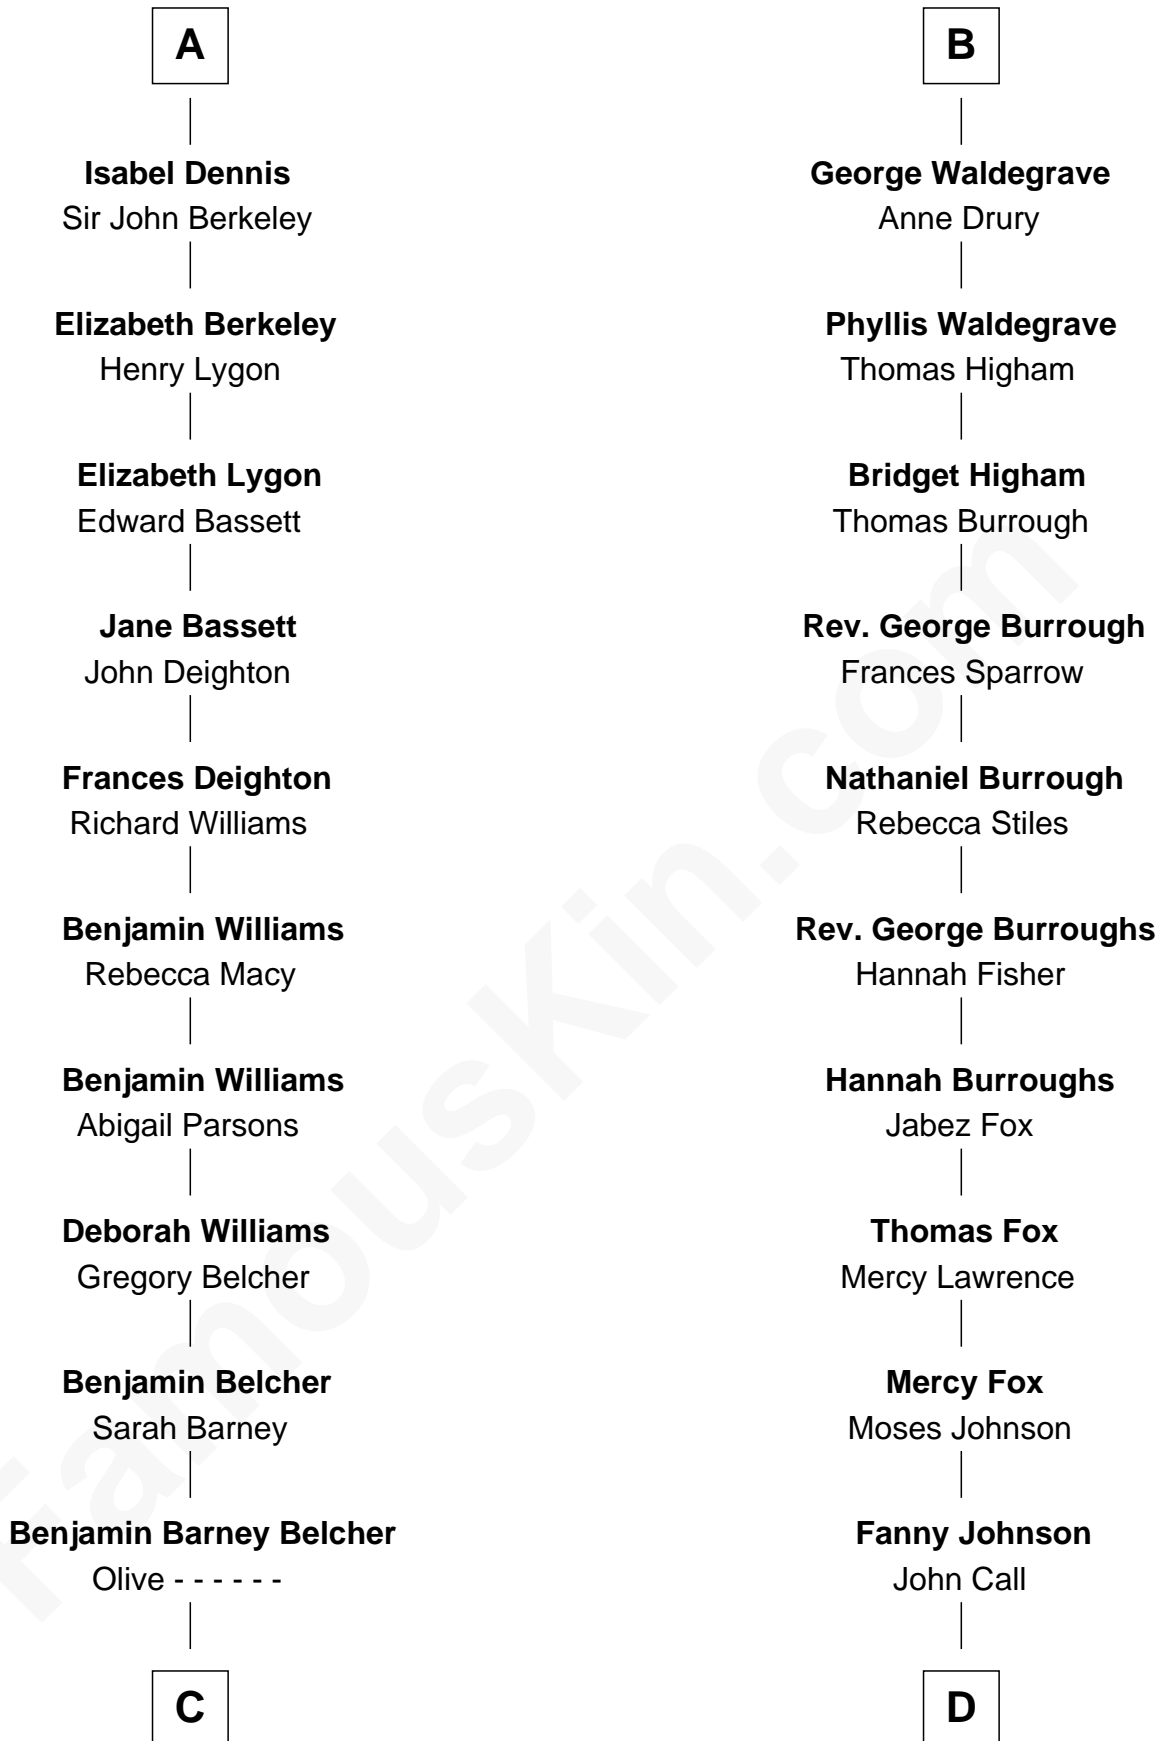 A
Isabel Dennis
Sir John Berkeley
Elizabeth Berkeley
Henry Lygon
Elizabeth Lygon
Edward Bassett
Jane Bassett
John Deighton
Frances Deighton
Richard Williams
Benjamin Williams
Rebecca Macy
Benjamin Williams
Abigail Parsons
Deborah Williams
Gregory Belcher
Benjamin Belcher
Sarah Barney
Benjamin Barney Belcher
Olive - - - - - -
C
B
George Waldegrave
Anne Drury
Phyllis Waldegrave
Thomas Higham
Bridget Higham
Thomas Burrough
Rev. George Burrough
Frances Sparrow
Nathaniel Burrough
Rebecca Stiles
Rev. George Burroughs
Hannah Fisher
Hannah Burroughs
Jabez Fox
Thomas Fox
Mercy Lawrence
Mercy Fox
Moses Johnson
Fanny Johnson
John Call
D
FamousKin.com